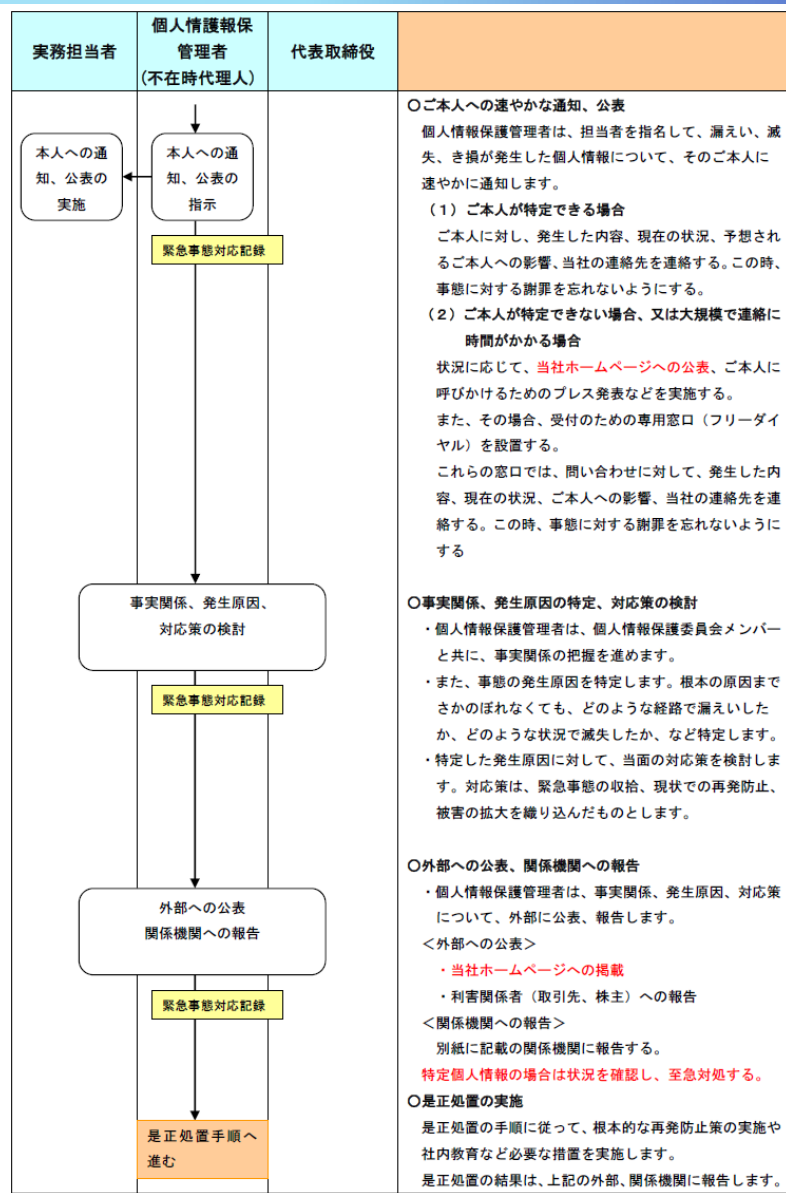 実務担当者
個人情護報保
管理者
(不在時代理人)
代表取締役
本人への通
知、公表の
実施
本人への通
知、公表の
指示
緊急事態対応記録
事実関係、発生原因、
対応策の検討
緊急事態対応記録
外部への公表
関係機関への報告
緊急事態対応記録
是正処置手順へ
進む
〇ご本人への速やかな通知、公表
個人情報保護管理者は、担当者を指名して、漏えい、滅
失、き損が発生した個人情報について、そのご本人に
速やかに通知します。
（１）ご本人が特定できる場合
ご本人に対し、発生した内容、現在の状況、予想され
るご本人への影響、当社の連絡先を連絡する。この時、
事態に対する謝罪を忘れないようにする。
（２）ご本人が特定できない場合、又は大規模で連絡に
時間がかかる場合
状況に応じて、当社ホームページへの公表、ご本人に
呼びかけるためのプレス発表などを実施する。
また、その場合、受付のための専用窓口（フリーダイ
ヤル）を設置する。
これらの窓口では、問い合わせに対して、発生した内
容、現在の状況、ご本人への影響、当社の連絡先を連
絡する。この時、事態に対する謝罪を忘れないように
する
〇事実関係、発生原因の特定、対応策の検討
・個人情報保護管理者は、個人情報保護委員会メンバー
と共に、事実関係の把握を進めます。
・また、事態の発生原因を特定します。根本の原因まで
さかのぼれなくても、どのような経路で漏えいした
か、どのような状況で滅失したか、など特定します。
・特定した発生原因に対して、当面の対応策を検討しま
す。対応策は、緊急事態の収拾、現状での再発防止、
被害の拡大を織り込んだものとします。
〇外部への公表、関係機関への報告
・個人情報保護管理者は、事実関係、発生原因、対応策
について、外部に公表、報告します。
＜外部への公表＞
・当社ホームページへの掲載
・利害関係者（取引先、株主）への報告
＜関係機関への報告＞
別紙に記載の関係機関に報告する。
特定個人情報の場合は状況を確認し、至急対処する。
〇是正処置の実施
是正処置の手順に従って、根本的な再発防止策の実施や
社内教育など必要な措置を実施します。
是正処置の結果は、上記の外部、関係機関に報告します。